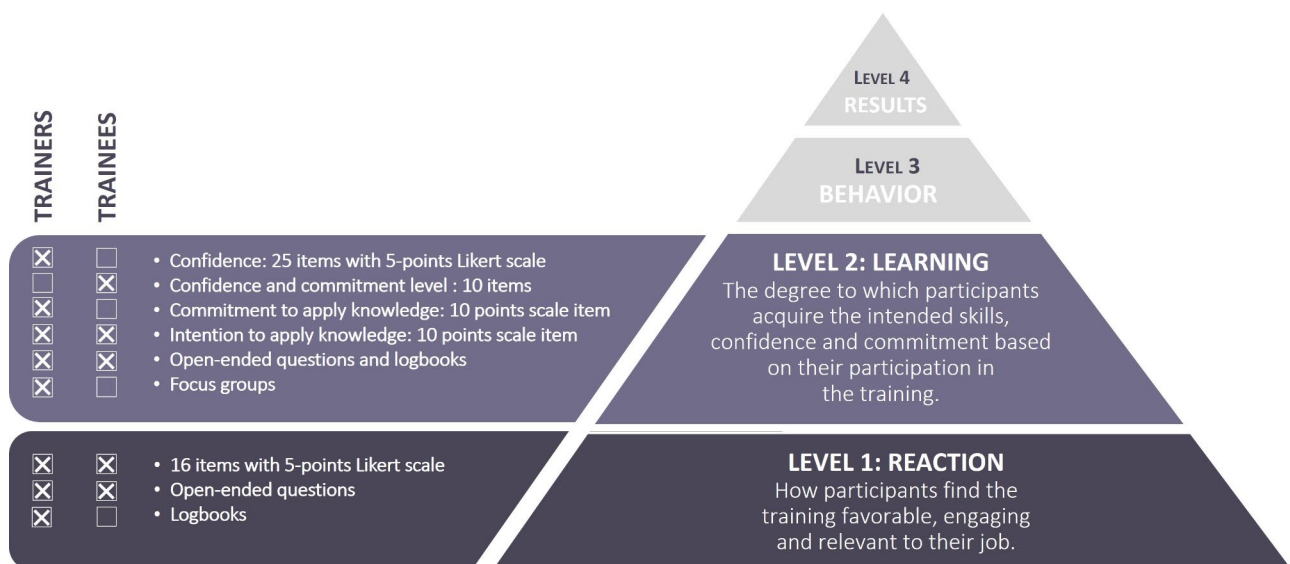 TRAINERS
TRAINEES
• Confidence: 25 items with 5-points Likert scale
• Confidence and commitment level : 10 items
• Commitment to apply knowledge: 10 points scale item
• Intention to apply knowledge: 10 points scale item
• Open-ended questions and logbooks
• Focus groups
• 16 items with 5-points Likert scale
• Open-ended questions
• Logbooks
LEVEL 4
RESULTS
LEVEL 3
BEHAVIOR
LEVEL 2: LEARNING
The degree to which participants
acquire the intended skills,
confidence and commitment based
on their participation in
the training.
LEVEL 1: REACTION
How participants find the
training favorable, engaging
and relevant to their job.